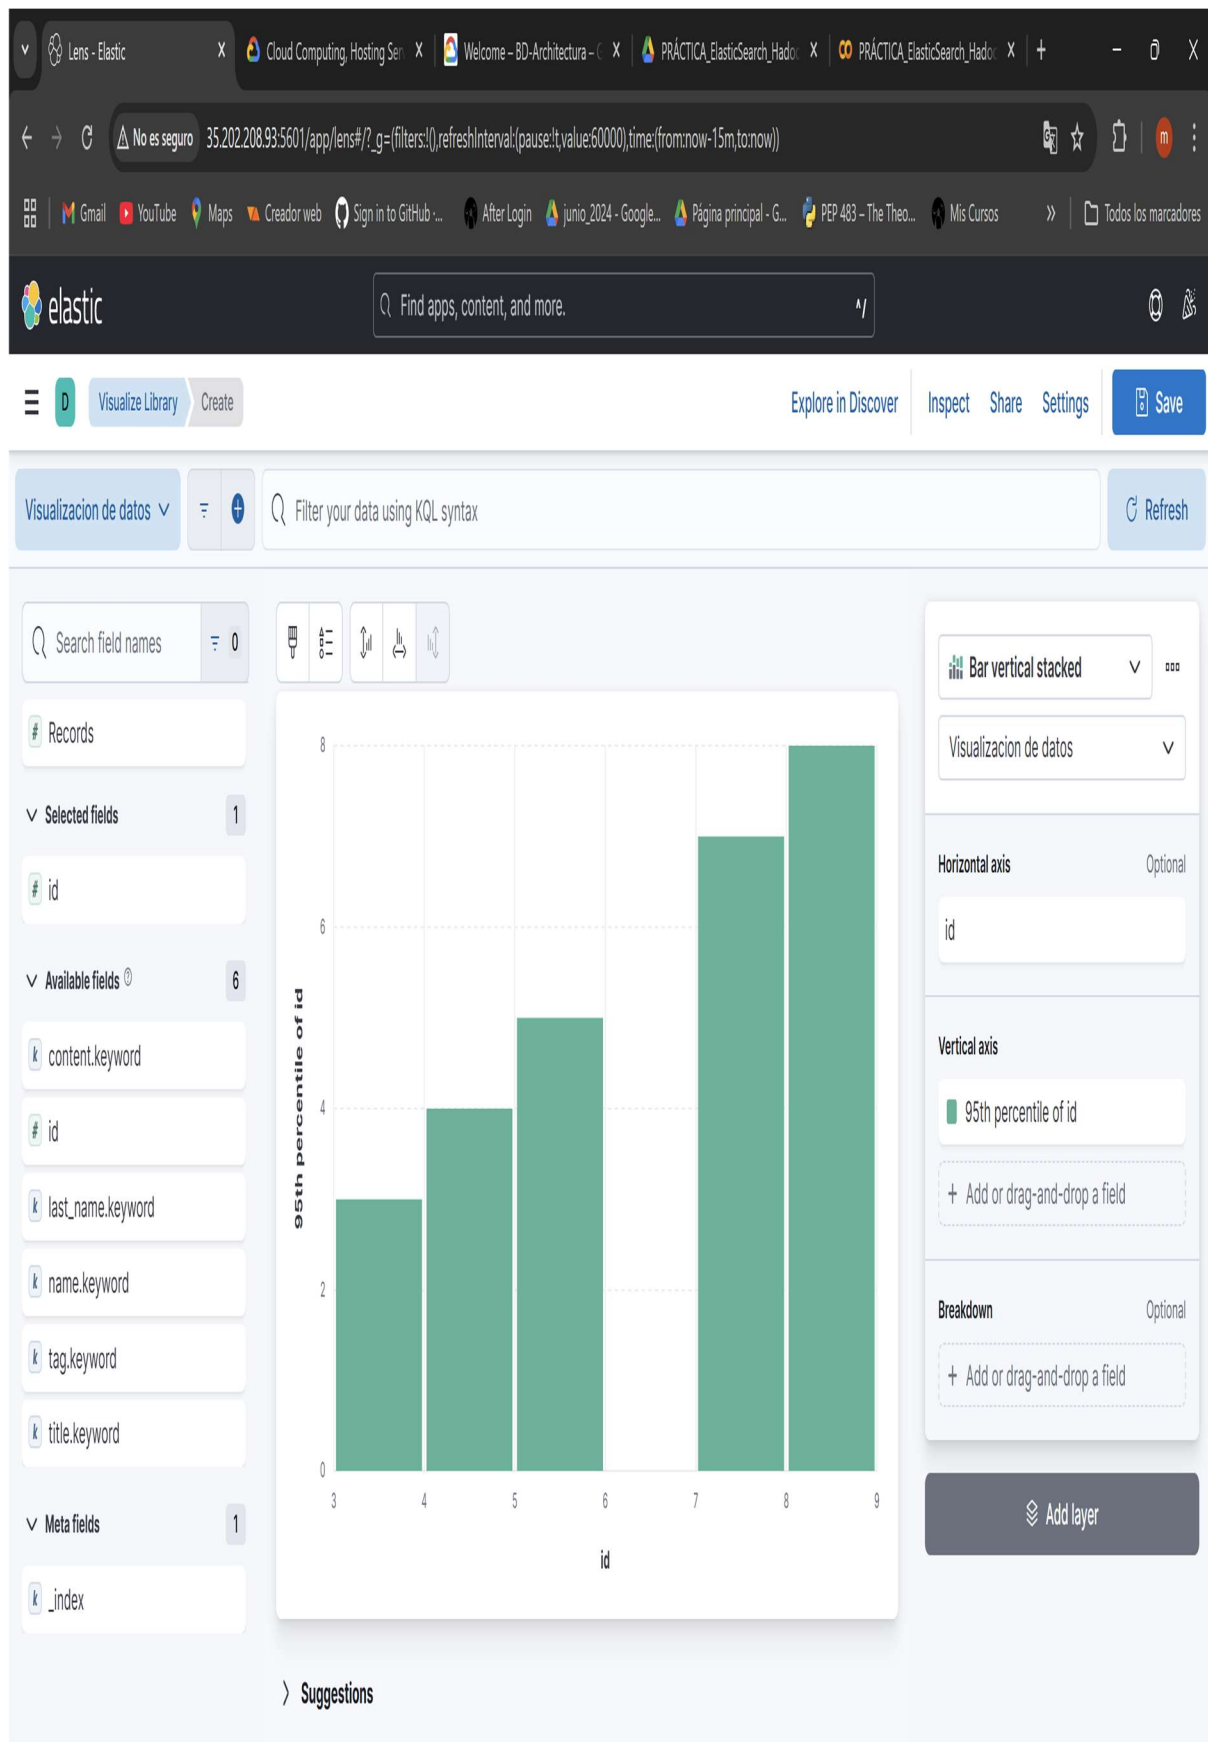 Lens - Elastic
Cloud Computing, Hosting Ser
Welcome – BD-Architectura – G
PRÁCTICA_ElasticSearch_Hadoo
PRÁCTICA_ElasticSearch_Hadoc
No es seguro
35.202.208.93:5601/app/lens#/?_g=(filters:!(),refreshInterval:(pause:!t,value:60000),time:(from:now-15m,to:now))
m
Gmail
YouTube
Maps
Creador web
Sign in to GitHub ·...
After Login
junio_2024 - Google...
Página principal - G...
PEP 483 – The Theo...
Mis Cursos
»
Todos los marcadores
elastic
Find apps, content, and more.
^/
D
Visualize Library
Create
Explore in Discover
Inspect
Share
Settings
Save
Visualizacion de datos
Filter your data using KQL syntax
Refresh
Search field names
0
# Records
Selected fields
1
# id
Available fields
6
k content.keyword
# id
k last_name.keyword
k name.keyword
k tag.keyword
k title.keyword
Meta fields
1
k _index
95th percentile of id
8
6
4
2
0
3
4
5
6
7
8
9
id
Suggestions
Bar vertical stacked
Visualizacion de datos
Horizontal axis
Optional
id
Vertical axis
95th percentile of id
+ Add or drag-and-drop a field
Breakdown
Optional
+ Add or drag-and-drop a field
Add layer